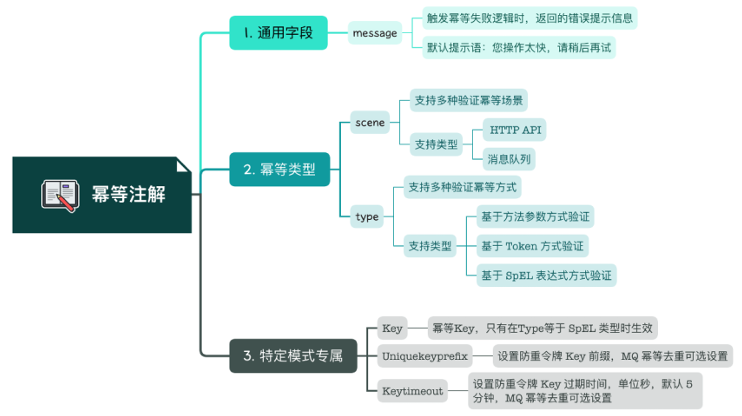 幂等注解
1. 通用字段
message
触发幂等失败逻辑时，返回的错误提示信息
默认提示语：您操作太快，请稍后再试
2. 幂等类型
scene
支持多种验证幂等场景
支持类型
HTTP API
消息队列
type
支持多种验证幂等方式
支持类型
基于方法参数方式验证
基于 Token 方式验证
基于 SpEL 表达式方式验证
3. 特定模式专属
Key
幂等Key，只有在Type等于 SpEL 类型时生效
Uniquekeyprefix
设置防重令牌 Key 前缀，MQ 幂等去重可选设置
Keytimeout
设置防重令牌 Key 过期时间，单位秒，默认 5
分钟，MQ 幂等去重可选设置